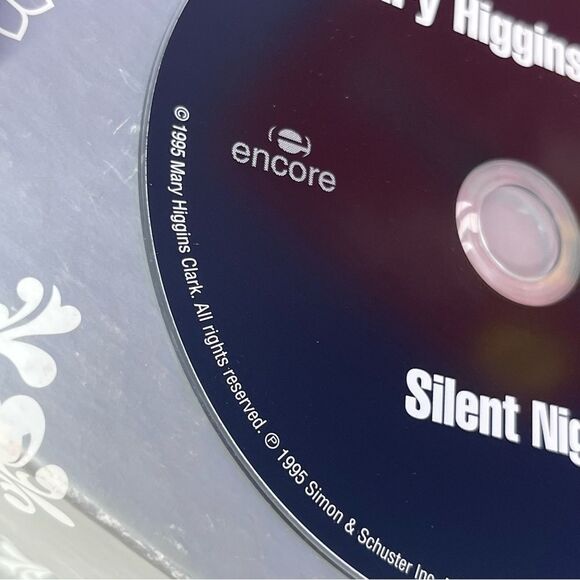 ry Higgins
encore
© 1995 Mary Higgins Clark. All rights reserved. ℗ 1995 Simon & Schuster Inc.
Silent Nig